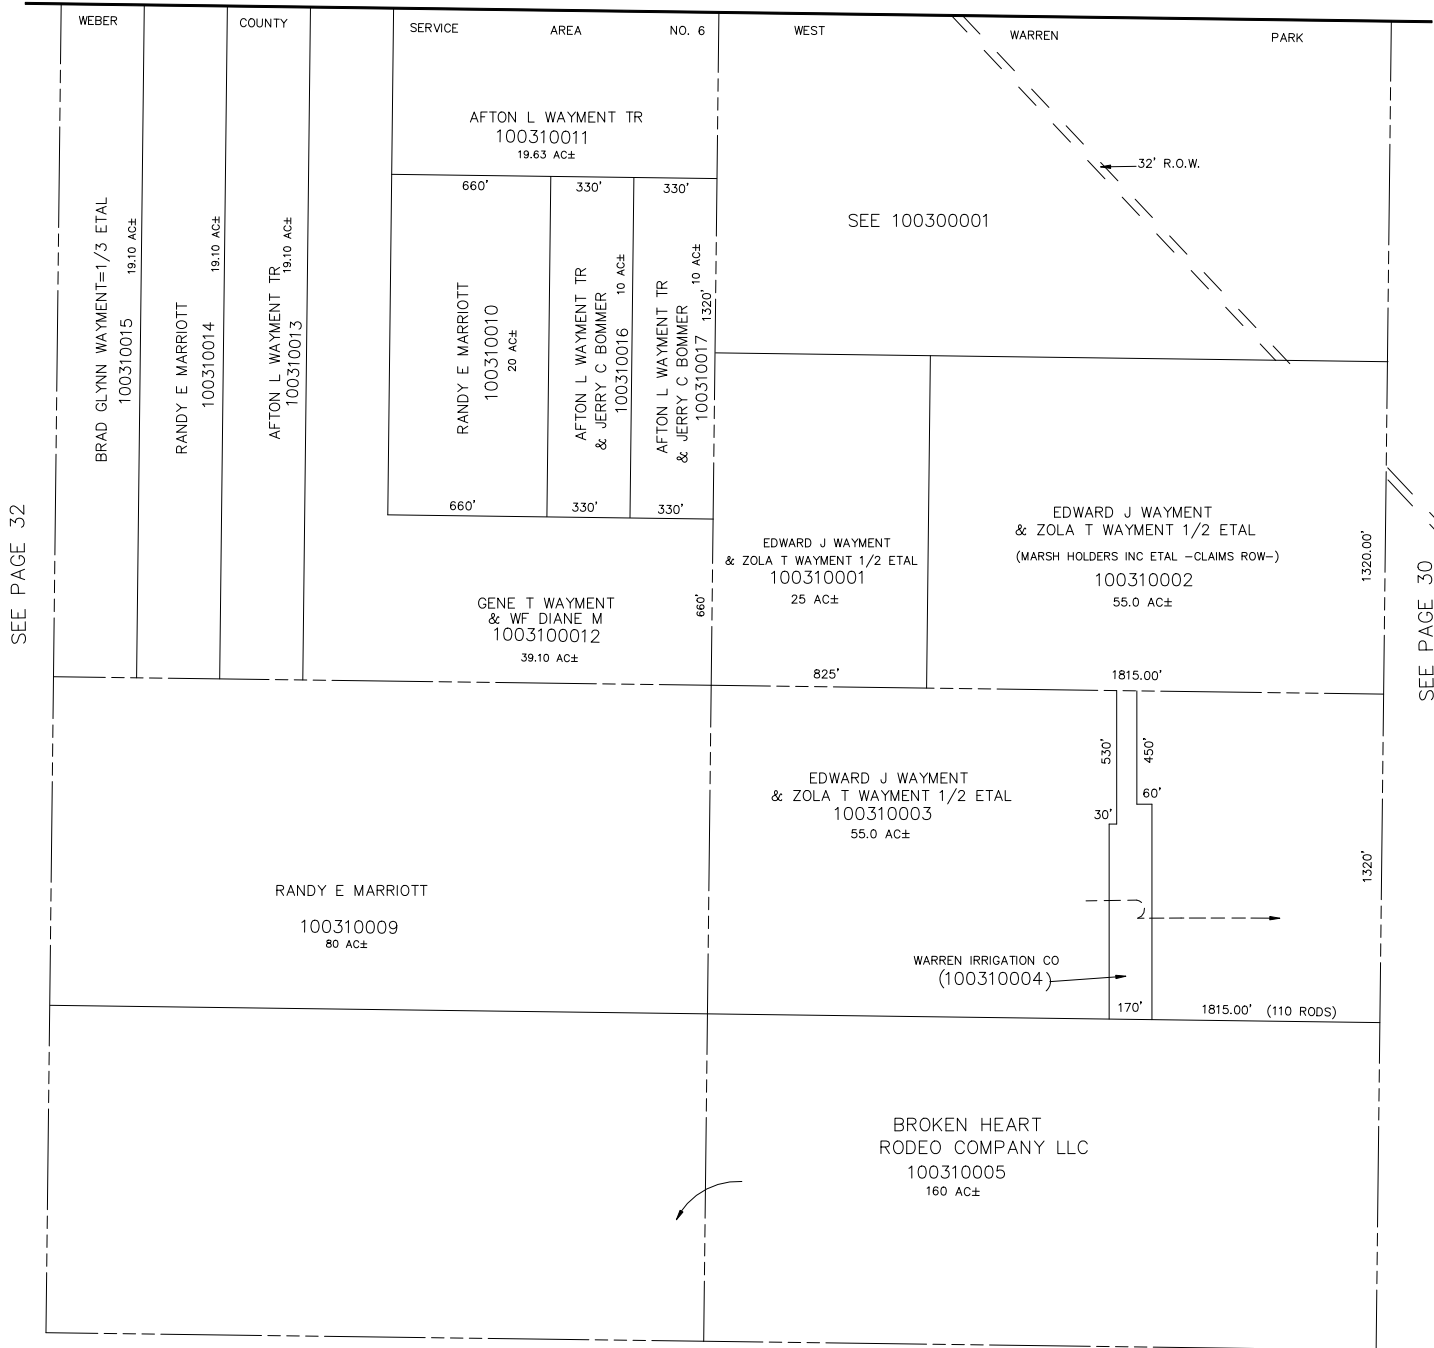 WEBER COUNTY SERVICE AREA NO. 6 WEST WARREN PARK
AFTON L WAYMENT TR
100310011
19.63 AC±
32' R.O.W.
SEE 100300001
660' 330' 330'
BRAD GLYNN WAYMENT=1/3 ETAL
100310015
19.10 AC±
RANDY E MARRIOTT
100310014
19.10 AC±
AFTON L WAYMENT TR
100310013
19.10 AC±
RANDY E MARRIOTT
100310010
20 AC±
AFTON L WAYMENT TR
& JERRY C BOMMER
100310016
10 AC±
AFTON L WAYMENT TR
& JERRY C BOMMER
100310017
10 AC±
1320'
660' 330' 330'
SEE PAGE 32
EDWARD J WAYMENT
& ZOLA T WAYMENT 1/2 ETAL
100310001
25 AC±
825'
EDWARD J WAYMENT
& ZOLA T WAYMENT 1/2 ETAL
(MARSH HOLDERS INC ETAL -CLAIMS ROW-)
100310002
55.0 AC±
1320.00'
1815.00'
SEE PAGE 30
GENE T WAYMENT
& WF DIANE M
1003100012
39.10 AC±
660'
EDWARD J WAYMENT
& ZOLA T WAYMENT 1/2 ETAL
100310003
55.0 AC±
530'
450'
60'
30'
1320'
RANDY E MARRIOTT
100310009
80 AC±
WARREN IRRIGATION CO
(100310004)
170'
1815.00' (110 RODS)
BROKEN HEART
RODEO COMPANY LLC
100310005
160 AC±